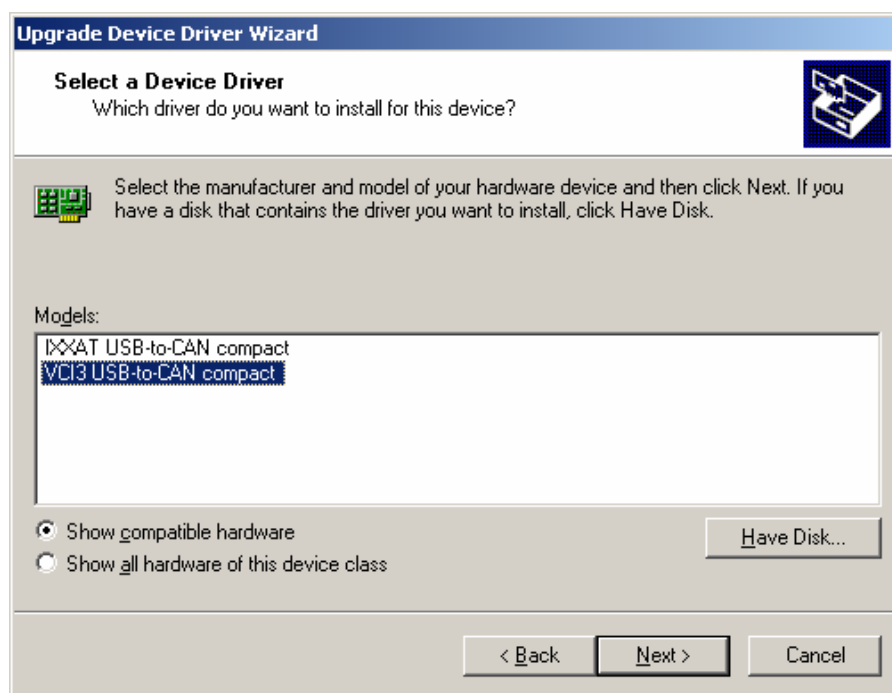 Upgrade Device Driver Wizard
Select a Device Driver
Which driver do you want to install for this device?
Select the manufacturer and model of your hardware device and then click Next. If you
have a disk that contains the driver you want to install, click Have Disk.
Models:
IXXAT USB-to-CAN compact
VCI3 USB-to-CAN compact
Show compatible hardware
Have Disk...
Show all hardware of this device class
< Back
Next >
Cancel